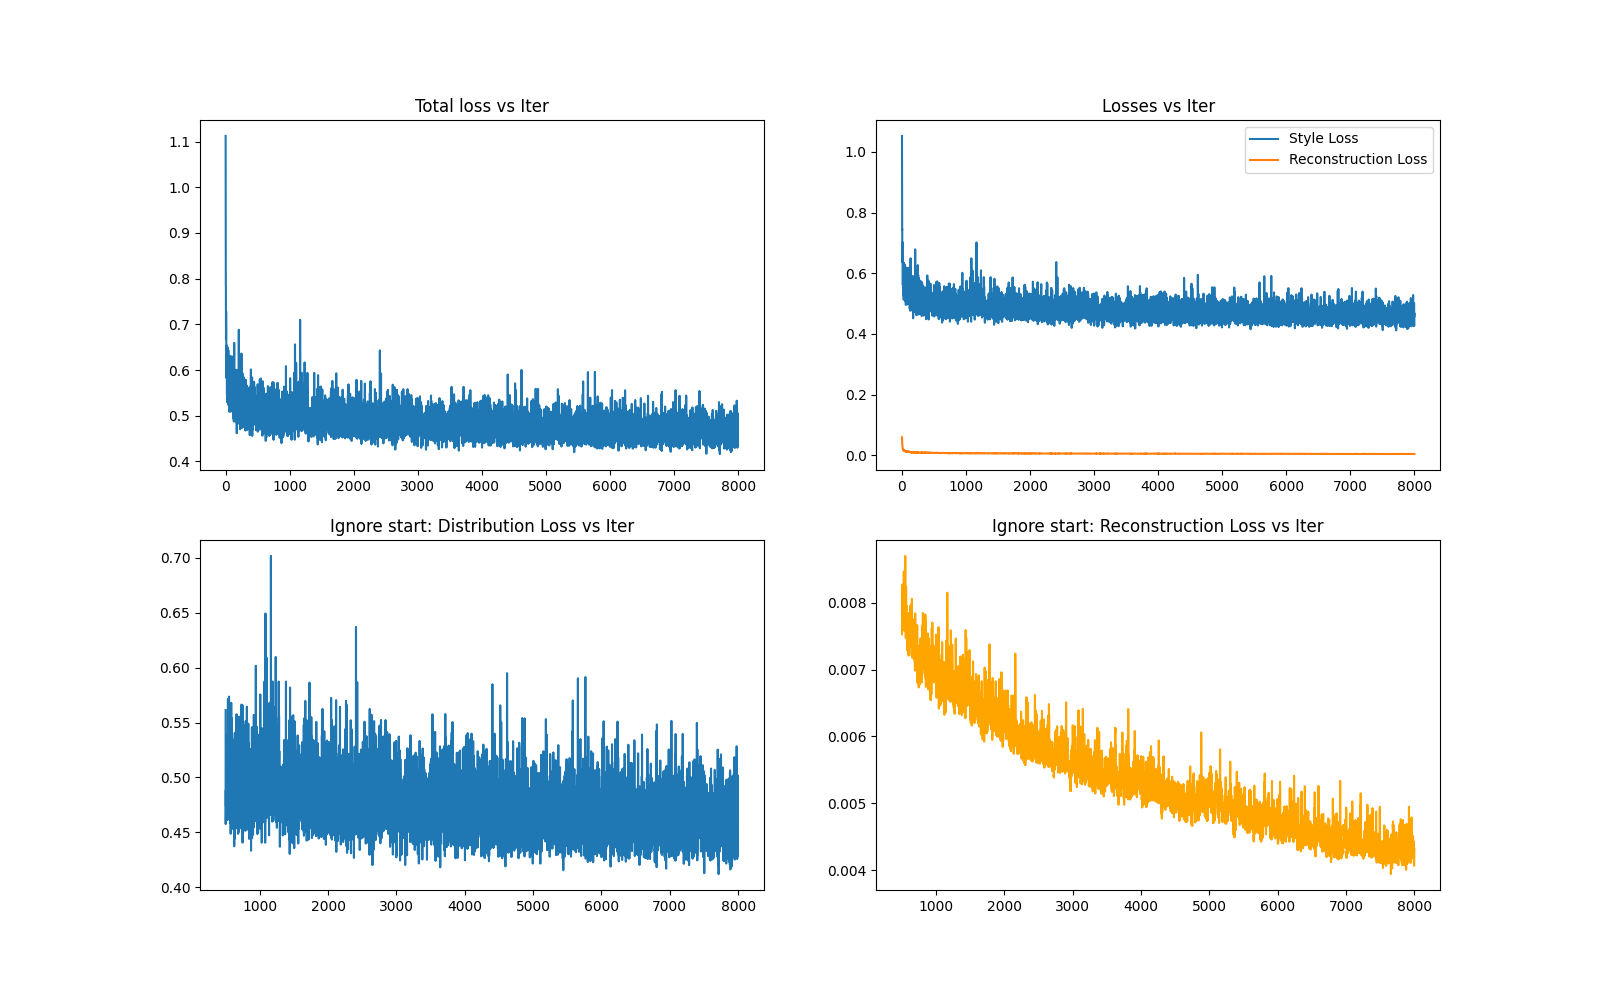 Total loss vs Iter
1.1
1.0
0.9
0.8
0.7
0.6
0.5
0.4
0 1000 2000 3000 4000 5000 6000 7000 8000
Losses vs Iter
Style Loss
Reconstruction Loss
1.0
0.8
0.6
0.4
0.2
0.0
0 1000 2000 3000 4000 5000 6000 7000 8000
Ignore start: Distribution Loss vs Iter
0.70
0.65
0.60
0.55
0.50
0.45
0.40
1000 2000 3000 4000 5000 6000 7000 8000
Ignore start: Reconstruction Loss vs Iter
0.008
0.007
0.006
0.005
0.004
1000 2000 3000 4000 5000 6000 7000 8000